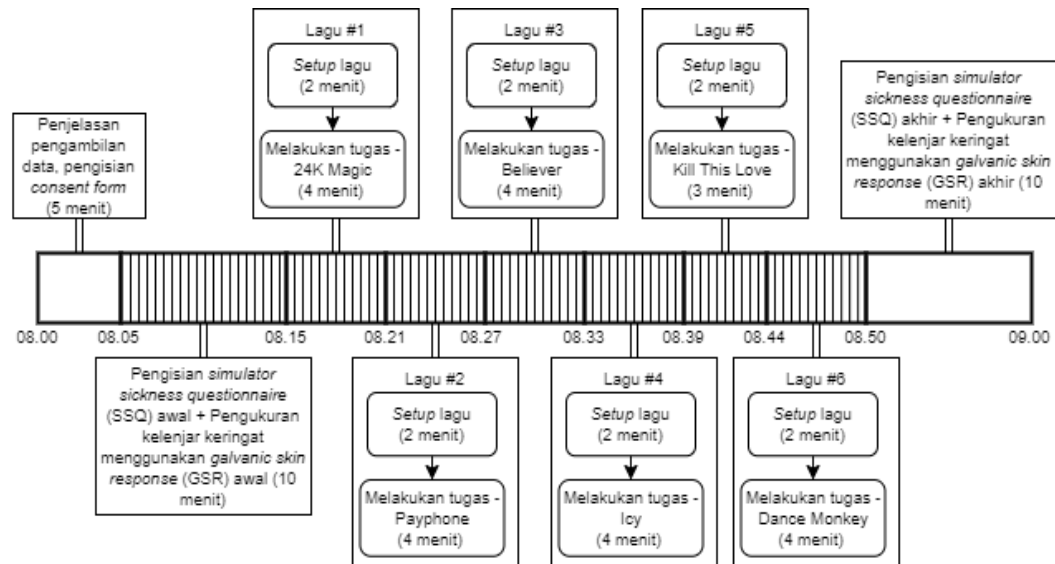 Lagu #1
Setup lagu
(2 menit)
Melakukan tugas -
24K Magic
(4 menit)
Lagu #3
Setup lagu
(2 menit)
Melakukan tugas -
Believer
(4 menit)
Lagu #5
Setup lagu
(2 menit)
Melakukan tugas -
Kill This Love
(3 menit)
Penjelasan
pengambilan
data, pengisian
consent form
(5 menit)
Pengisian simulator
sickness questionnaire
(SSQ) akhir + Pengukuran
kelenjar keringat
menggunakan galvanic skin
response (GSR) akhir (10
menit)
08.00 08.05 08.15 08.21 08.27 08.33 08.39 08.44 08.50 09.00
Pengisian simulator
sickness questionnaire
(SSQ) awal + Pengukuran
kelenjar keringat
menggunakan galvanic skin
response (GSR) awal (10
menit)
Lagu #2
Setup lagu
(2 menit)
Melakukan tugas -
Payphone
(4 menit)
Lagu #4
Setup lagu
(2 menit)
Melakukan tugas -
Icy
(4 menit)
Lagu #6
Setup lagu
(2 menit)
Melakukan tugas -
Dance Monkey
(4 menit)